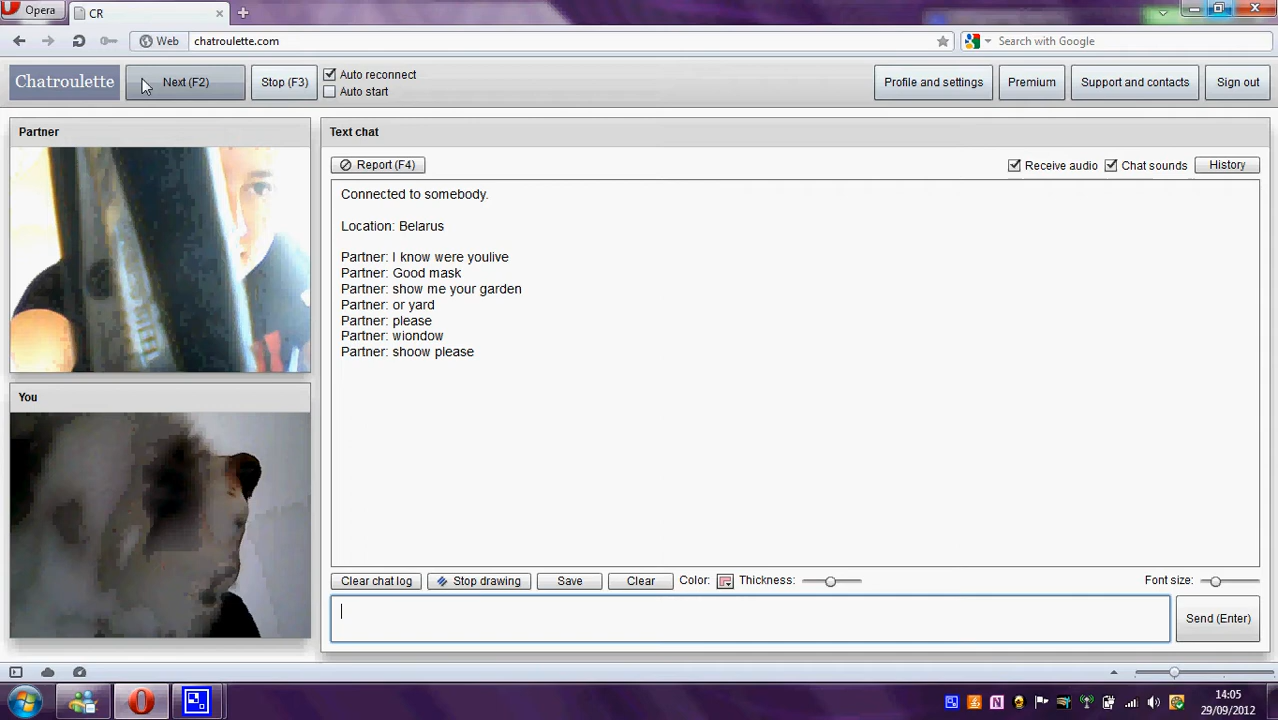 Opera
CR
Web
chatroulette.com
Search with Google
Chatroulette
Next (F2)
Stop (F3)
Auto reconnect
Auto start
Profile and settings
Premium
Support and contacts
Sign out
Partner
Text chat
Report (F4)
Receive audio
Chat sounds
History
Connected to somebody.
Location: Belarus
Partner: I know were youlive
Partner: Good mask
Partner: show me your garden
Partner: or yard
Partner: please
Partner: wiondow
Partner: shoow please
You
Clear chat log
Stop drawing
Save
Clear
Color:
Thickness:
Font size:
Send (Enter)
14:05
29/09/2012